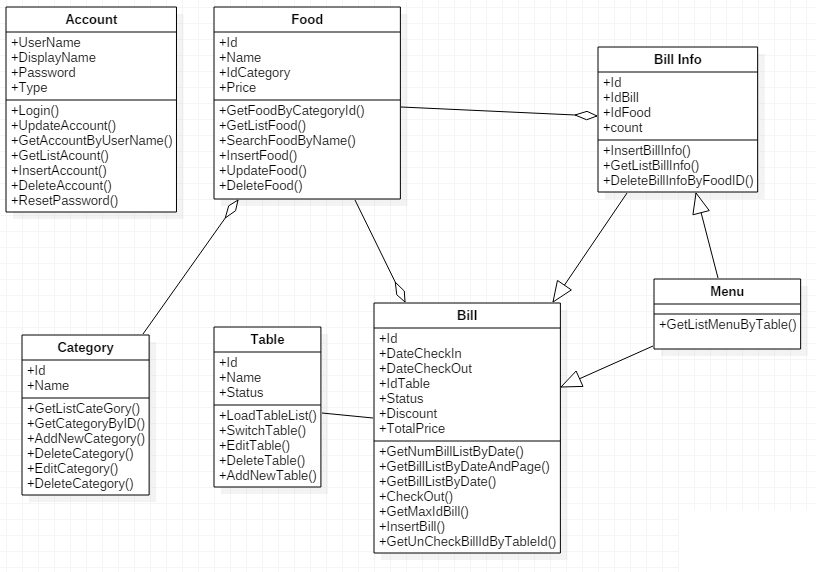 Account
+UserName
+DisplayName
+Password
+Type
+Login()
+UpdateAccount()
+GetAccountByUserName()
+GetListAcount()
+InsertAccount()
+DeleteAccount()
+ResetPassword()
Food
+Id
+Name
+IdCategory
+Price
+GetFoodByCategoryId()
+GetListFood()
+SearchFoodByName()
+InsertFood()
+UpdateFood()
+DeleteFood()
Bill Info
+Id
+IdBill
+IdFood
+count
+InsertBillInfo()
+GetListBillInfo()
+DeleteBillInfoByFoodID()
Menu
+GetListMenuByTable()
Category
+Id
+Name
+GetListCateGory()
+GetCategoryByID()
+AddNewCategory()
+DeleteCategory()
+EditCategory()
+DeleteCategory()
Table
+Id
+Name
+Status
+LoadTableList()
+SwitchTable()
+EditTable()
+DeleteTable()
+AddNewTable()
Bill
+Id
+DateCheckIn
+DateCheckOut
+IdTable
+Status
+Discount
+TotalPrice
+GetNumBillListByDate()
+GetBillListByDateAndPage()
+GetBillListByDate()
+CheckOut()
+GetMaxIdBill()
+InsertBill()
+GetUnCheckBillIdByTableId()